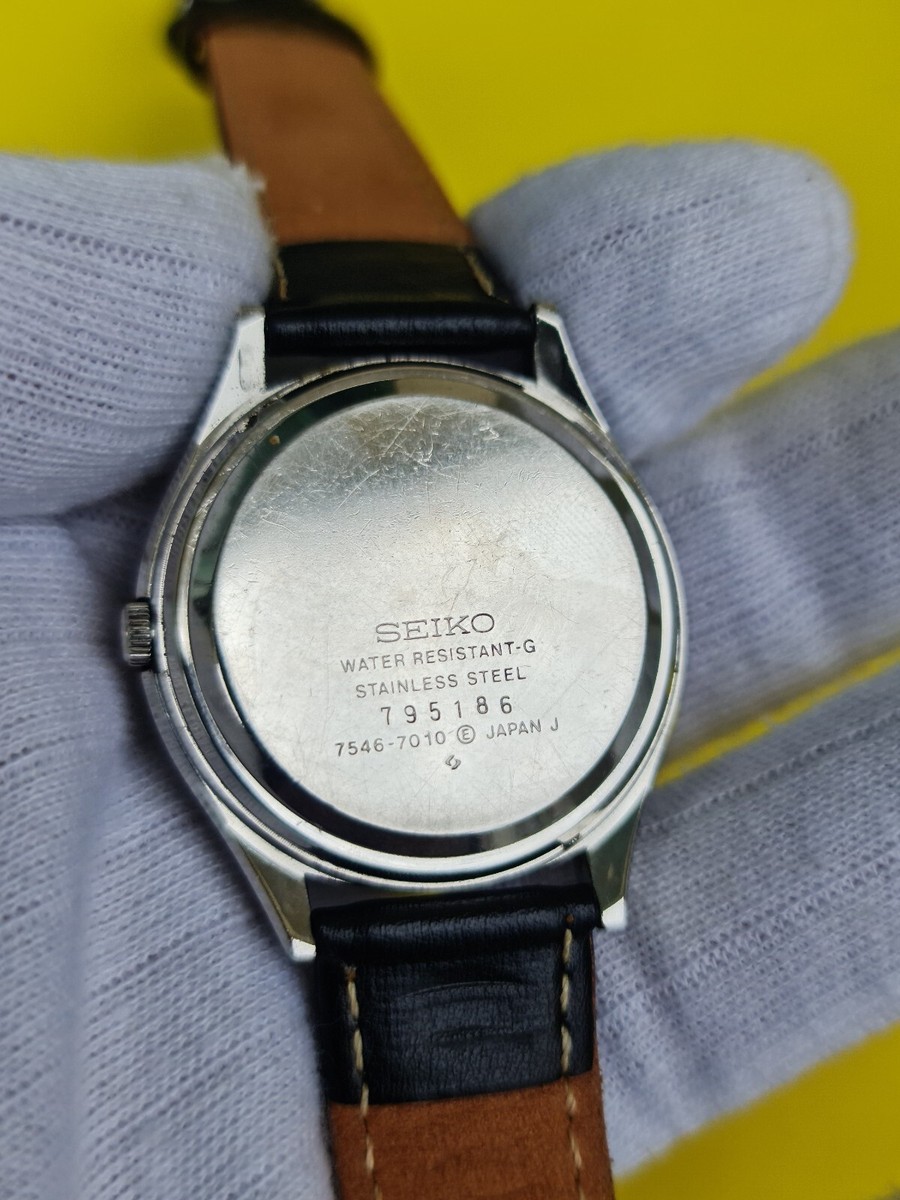 SEIKO
WATER RESISTANT-G
STAINLESS STEEL
795186
7546-7010 Ⓔ JAPAN J